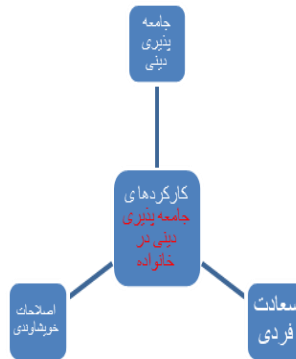 جامعه
پذیری
دینی
کارکردهای
جامعه پذیری
دینی در
خانواده
سعادت
فردی
اصلاحات
خویشاوندی